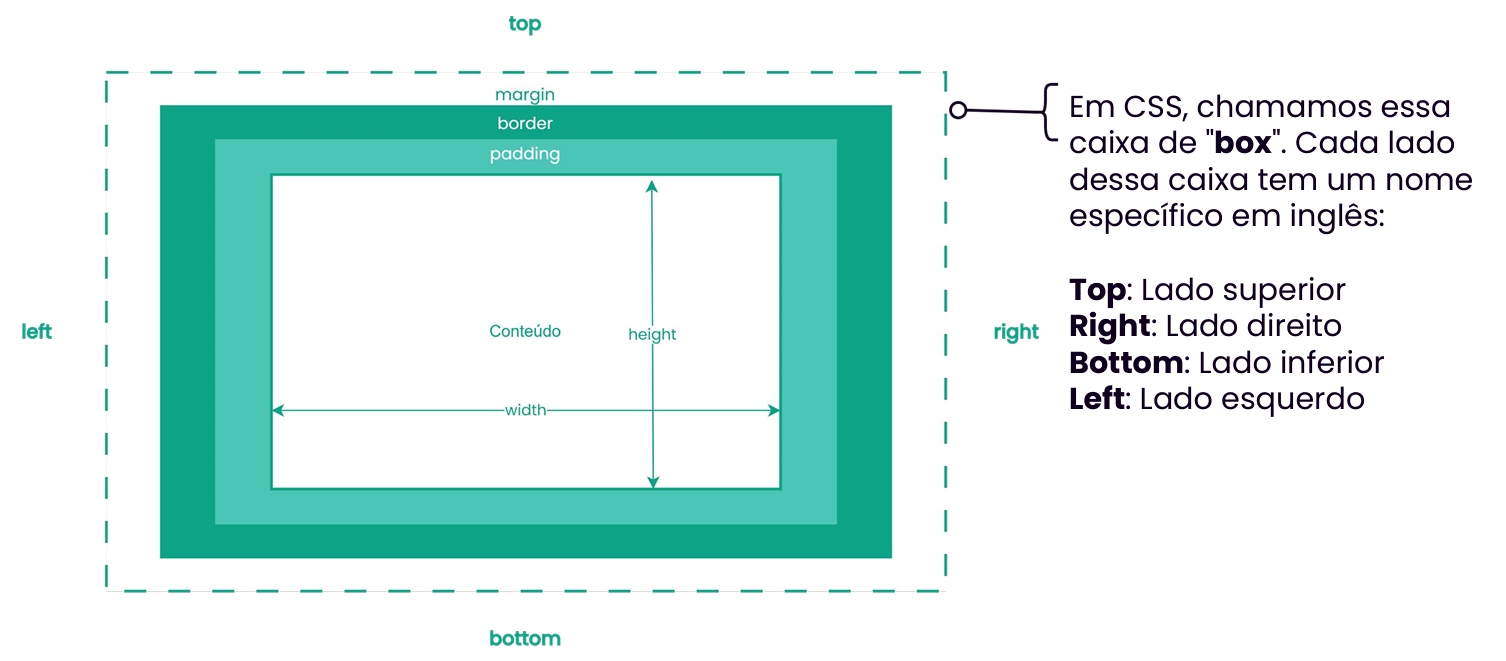 top
margin
border
padding
Conteúdo
height
width
left
right
bottom
Em CSS, chamamos essa
caixa de "box". Cada lado
dessa caixa tem um nome
específico em inglês:
Top: Lado superior
Right: Lado direito
Bottom: Lado inferior
Left: Lado esquerdo